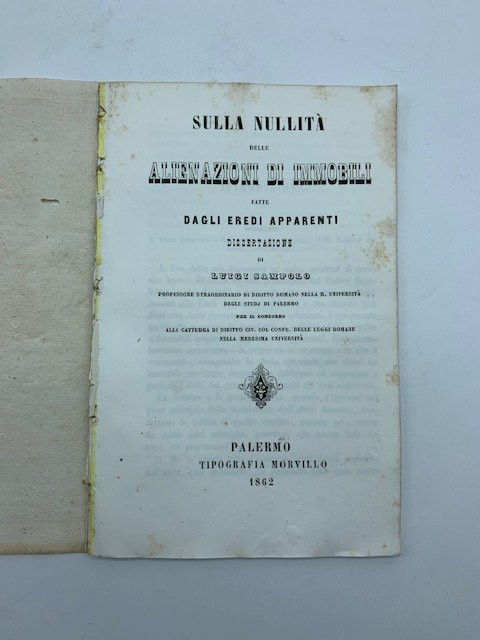 SULLA NULLITÀ
DELLE
ALIENAZIONI DI IMMOBILI
FATTE
DAGLI EREDI APPARENTI
DISSERTAZIONE
DI
LUIGI SAMPOLO
PROFESSORE STRAORDINARIO DI DIRITTO ROMANO NELLA R. UNIVERSITÀ
DEGLI STUDJ DI PALERMO
PER IL CONCORSO
ALLA CATTEDRA DI DIRITTO CIV. COL CONFR. DELLE LEGGI ROMANE
NELLA MEDESIMA UNIVERSITÀ
PALERMO
TIPOGRAFIA MORVILLO
1862